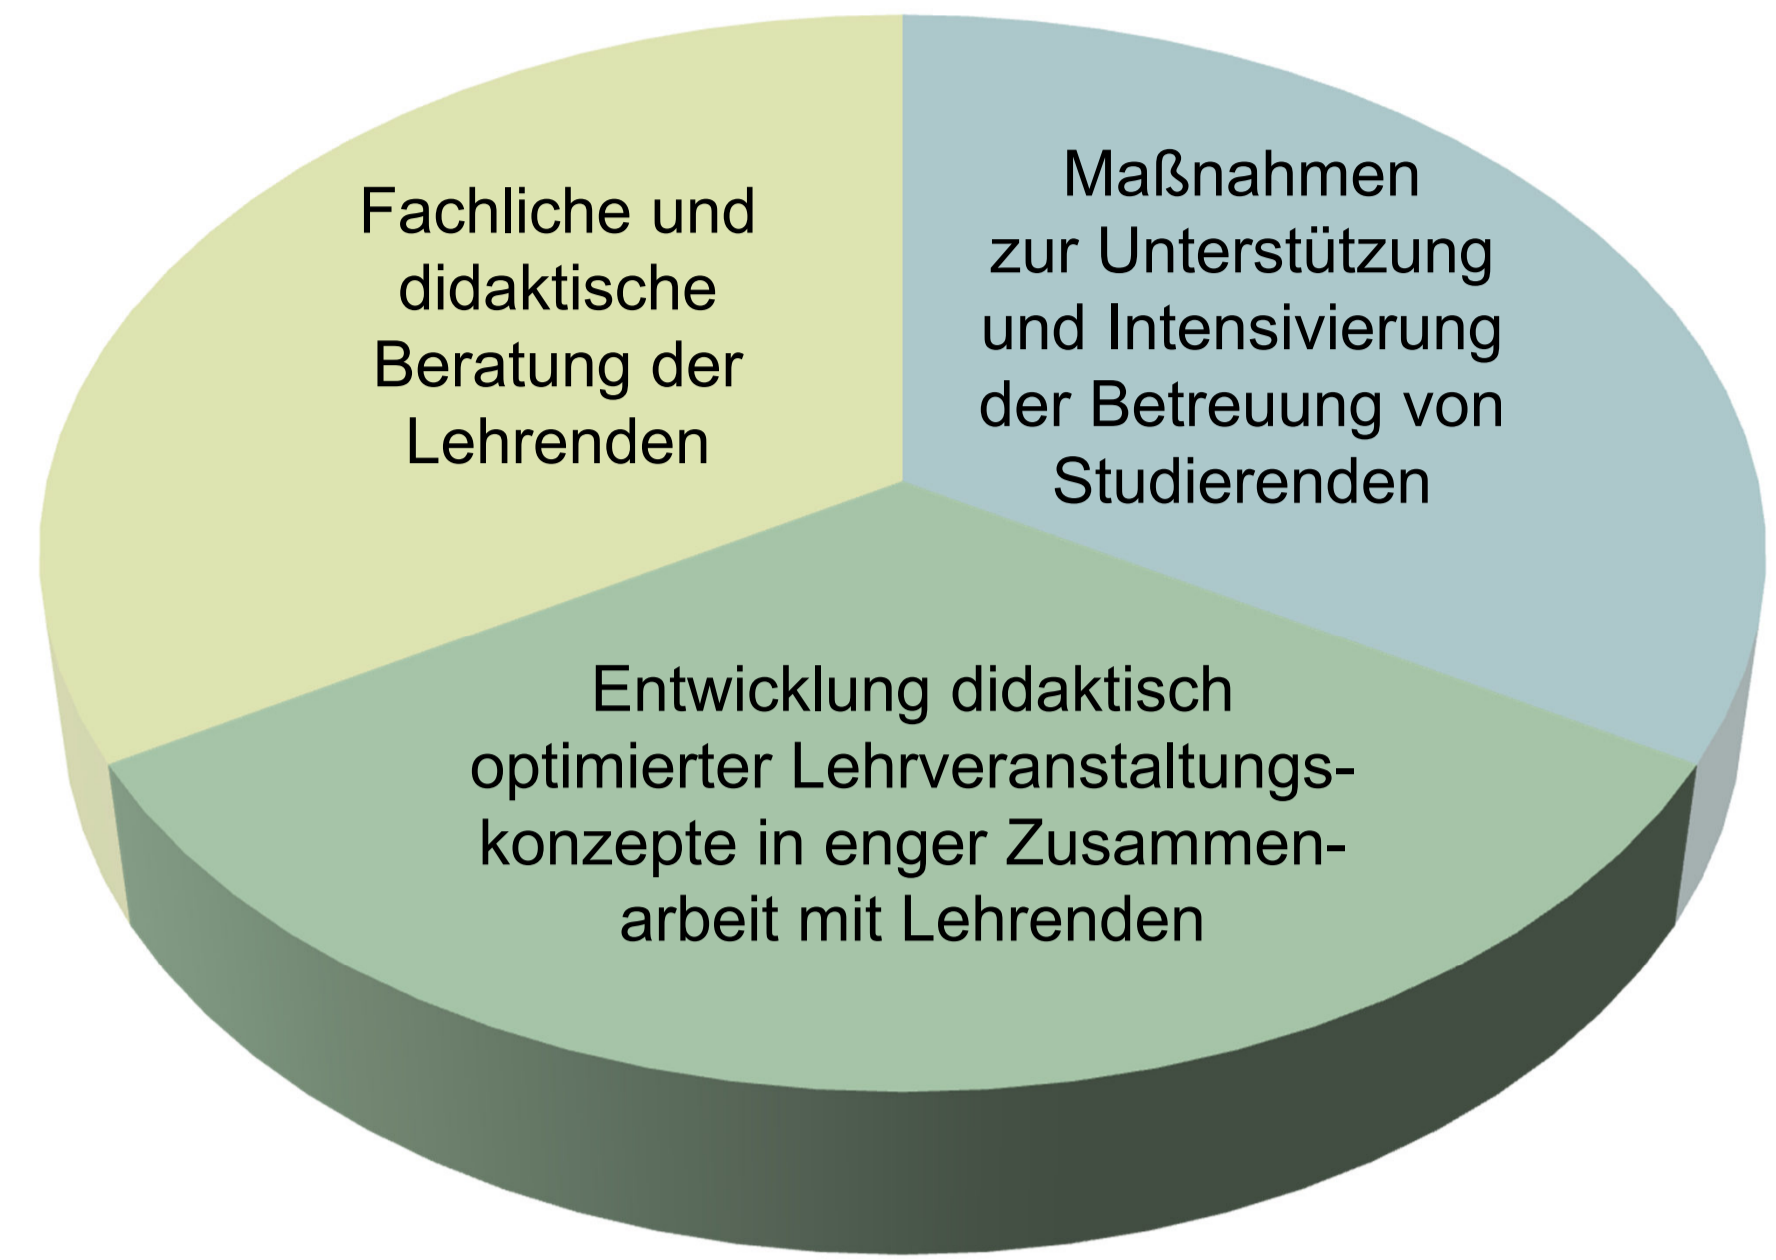 Fachliche und
didaktische
Beratung der
Lehrenden
Maßnahmen
zur Unterstützung
und Intensivierung
der Betreuung von
Studierenden
Entwicklung didaktisch
optimierter Lehrveranstaltungs-
konzepte in enger Zusammen-
arbeit mit Lehrenden